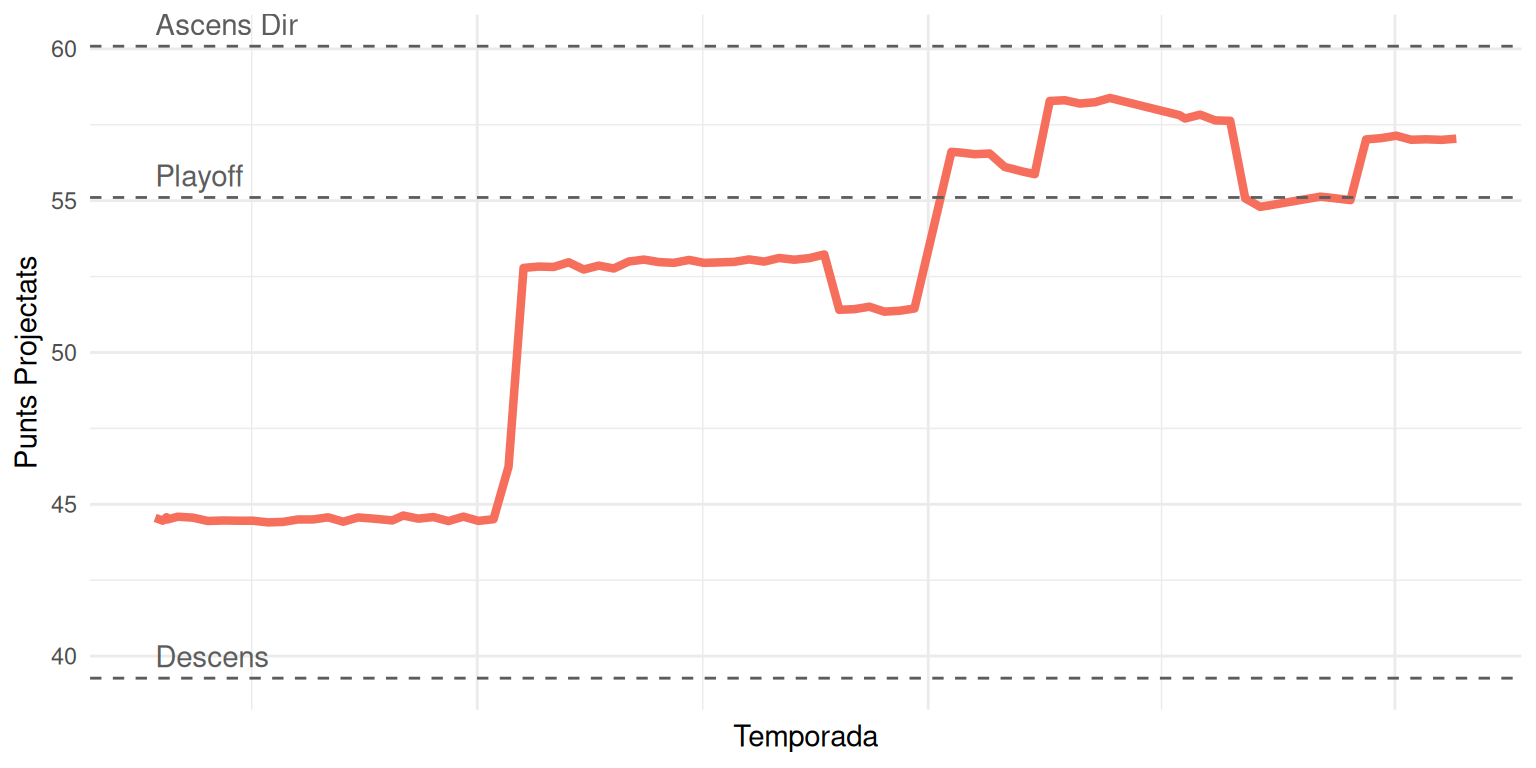 Ascens Dir
60
Playoff
55
50
45
Descens
40
Punts Projectats
Temporada